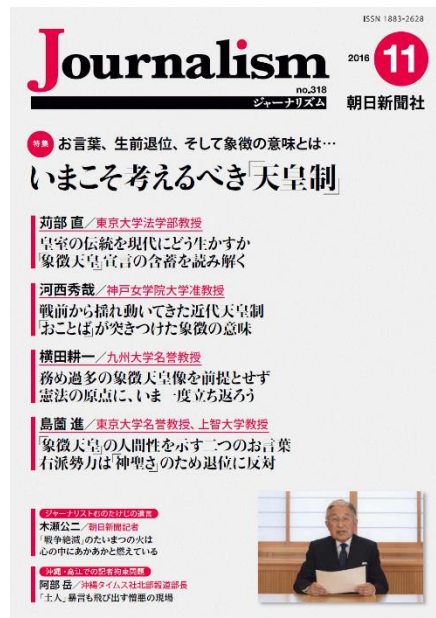 ISSN 1883-2628
Journalism
2016 11
no.318
ジャーナリズム
朝日新聞社
特集 お言葉、生前退位、そして象徴の意味とは…
いまこそ考えるべき「天皇制」
苅部 直／東京大学法学部教授
皇室の伝統を現代にどう生かすか
「象徴天皇」宣言の含蓄を読み解く
河西秀哉／神戸女学院大学准教授
戦前から揺れ動いてきた近代天皇制
「おことば」が突きつけた象徴の意味
横田耕一／九州大学名誉教授
務め過多の象徴天皇像を前提とせず
憲法の原点に、いま一度立ち返ろう
島薗 進／東京大学名誉教授、上智大学教授
「象徴天皇」の人間性を示す二つのお言葉
右派勢力は「神聖さ」のため退位に反対
ジャーナリストむのたけじの遺言
木瀬公二／朝日新聞記者
「戦争絶滅」のたいまつの火は
心の中にあかあかと燃えている
沖縄・高江での記者拘束問題
阿部 岳／沖縄タイムス社北部報道部長
「土人」暴言も飛び出す憎悪の現場